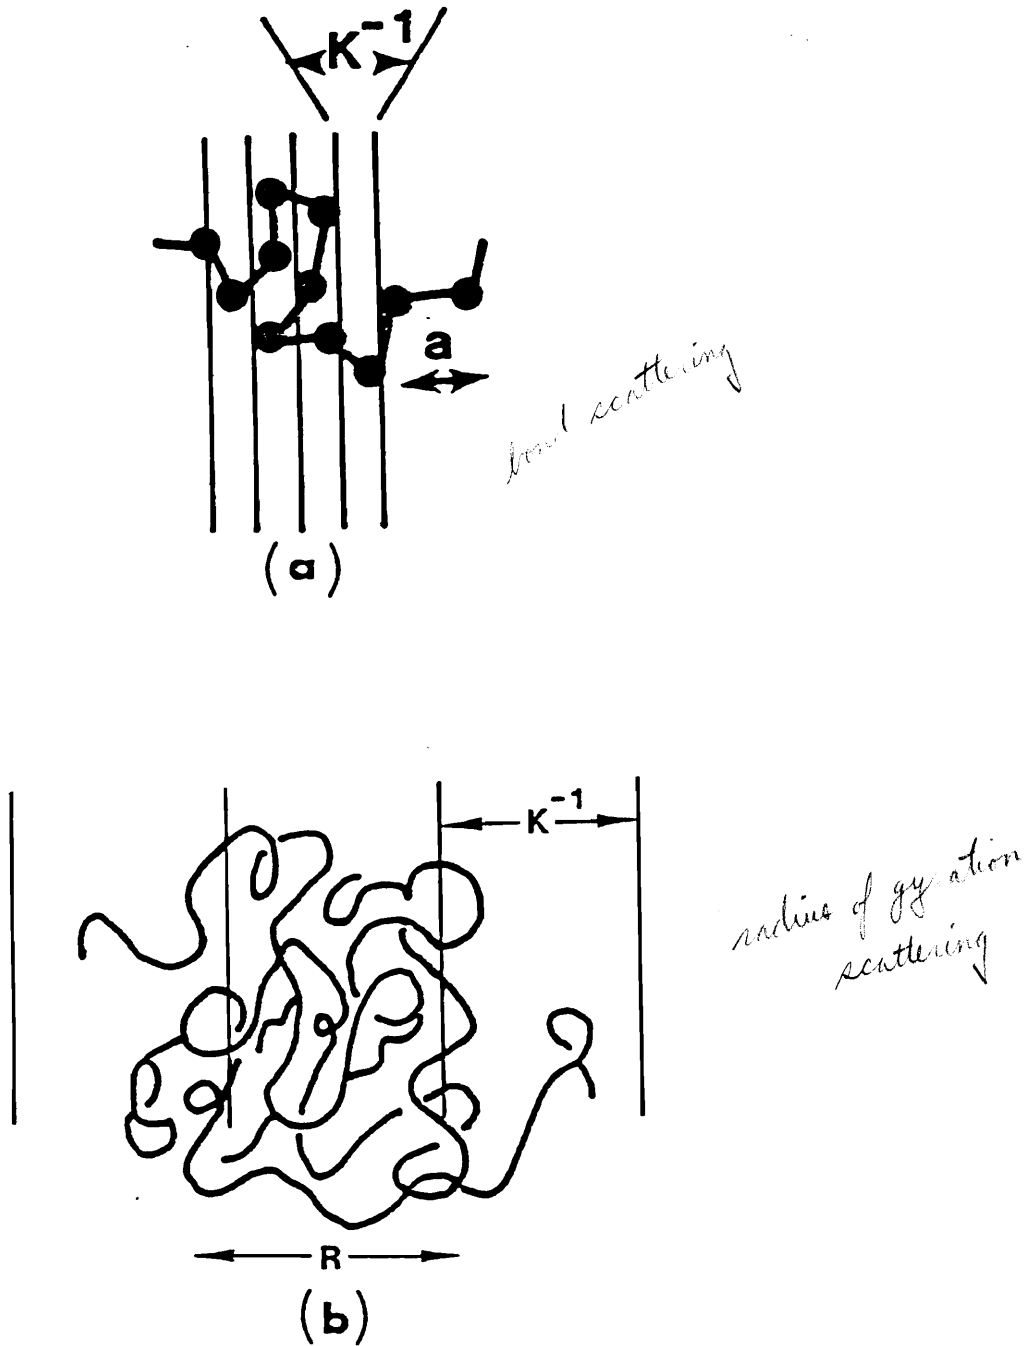 K⁻¹
a
bond scattering
(a)
K⁻¹
radius of gyration
scattering
R
(b)